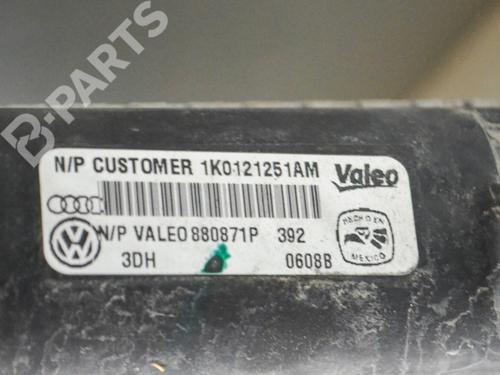 B-PARTS
N/P CUSTOMER 1K0121251AM
Valeo
N/P VALEO 880871P 392
HECHO EN
MEXICO
3DH 0608B